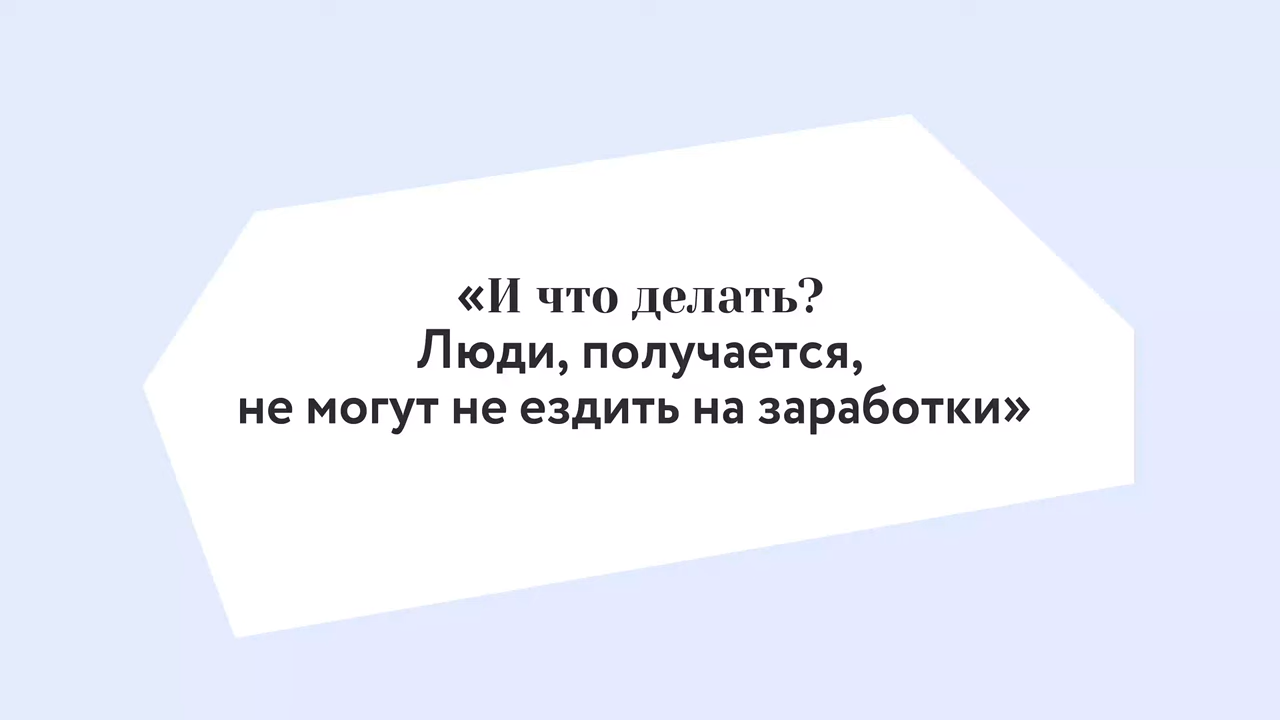 «И что делать?
Люди, получается,
не могут не ездить на заработки»